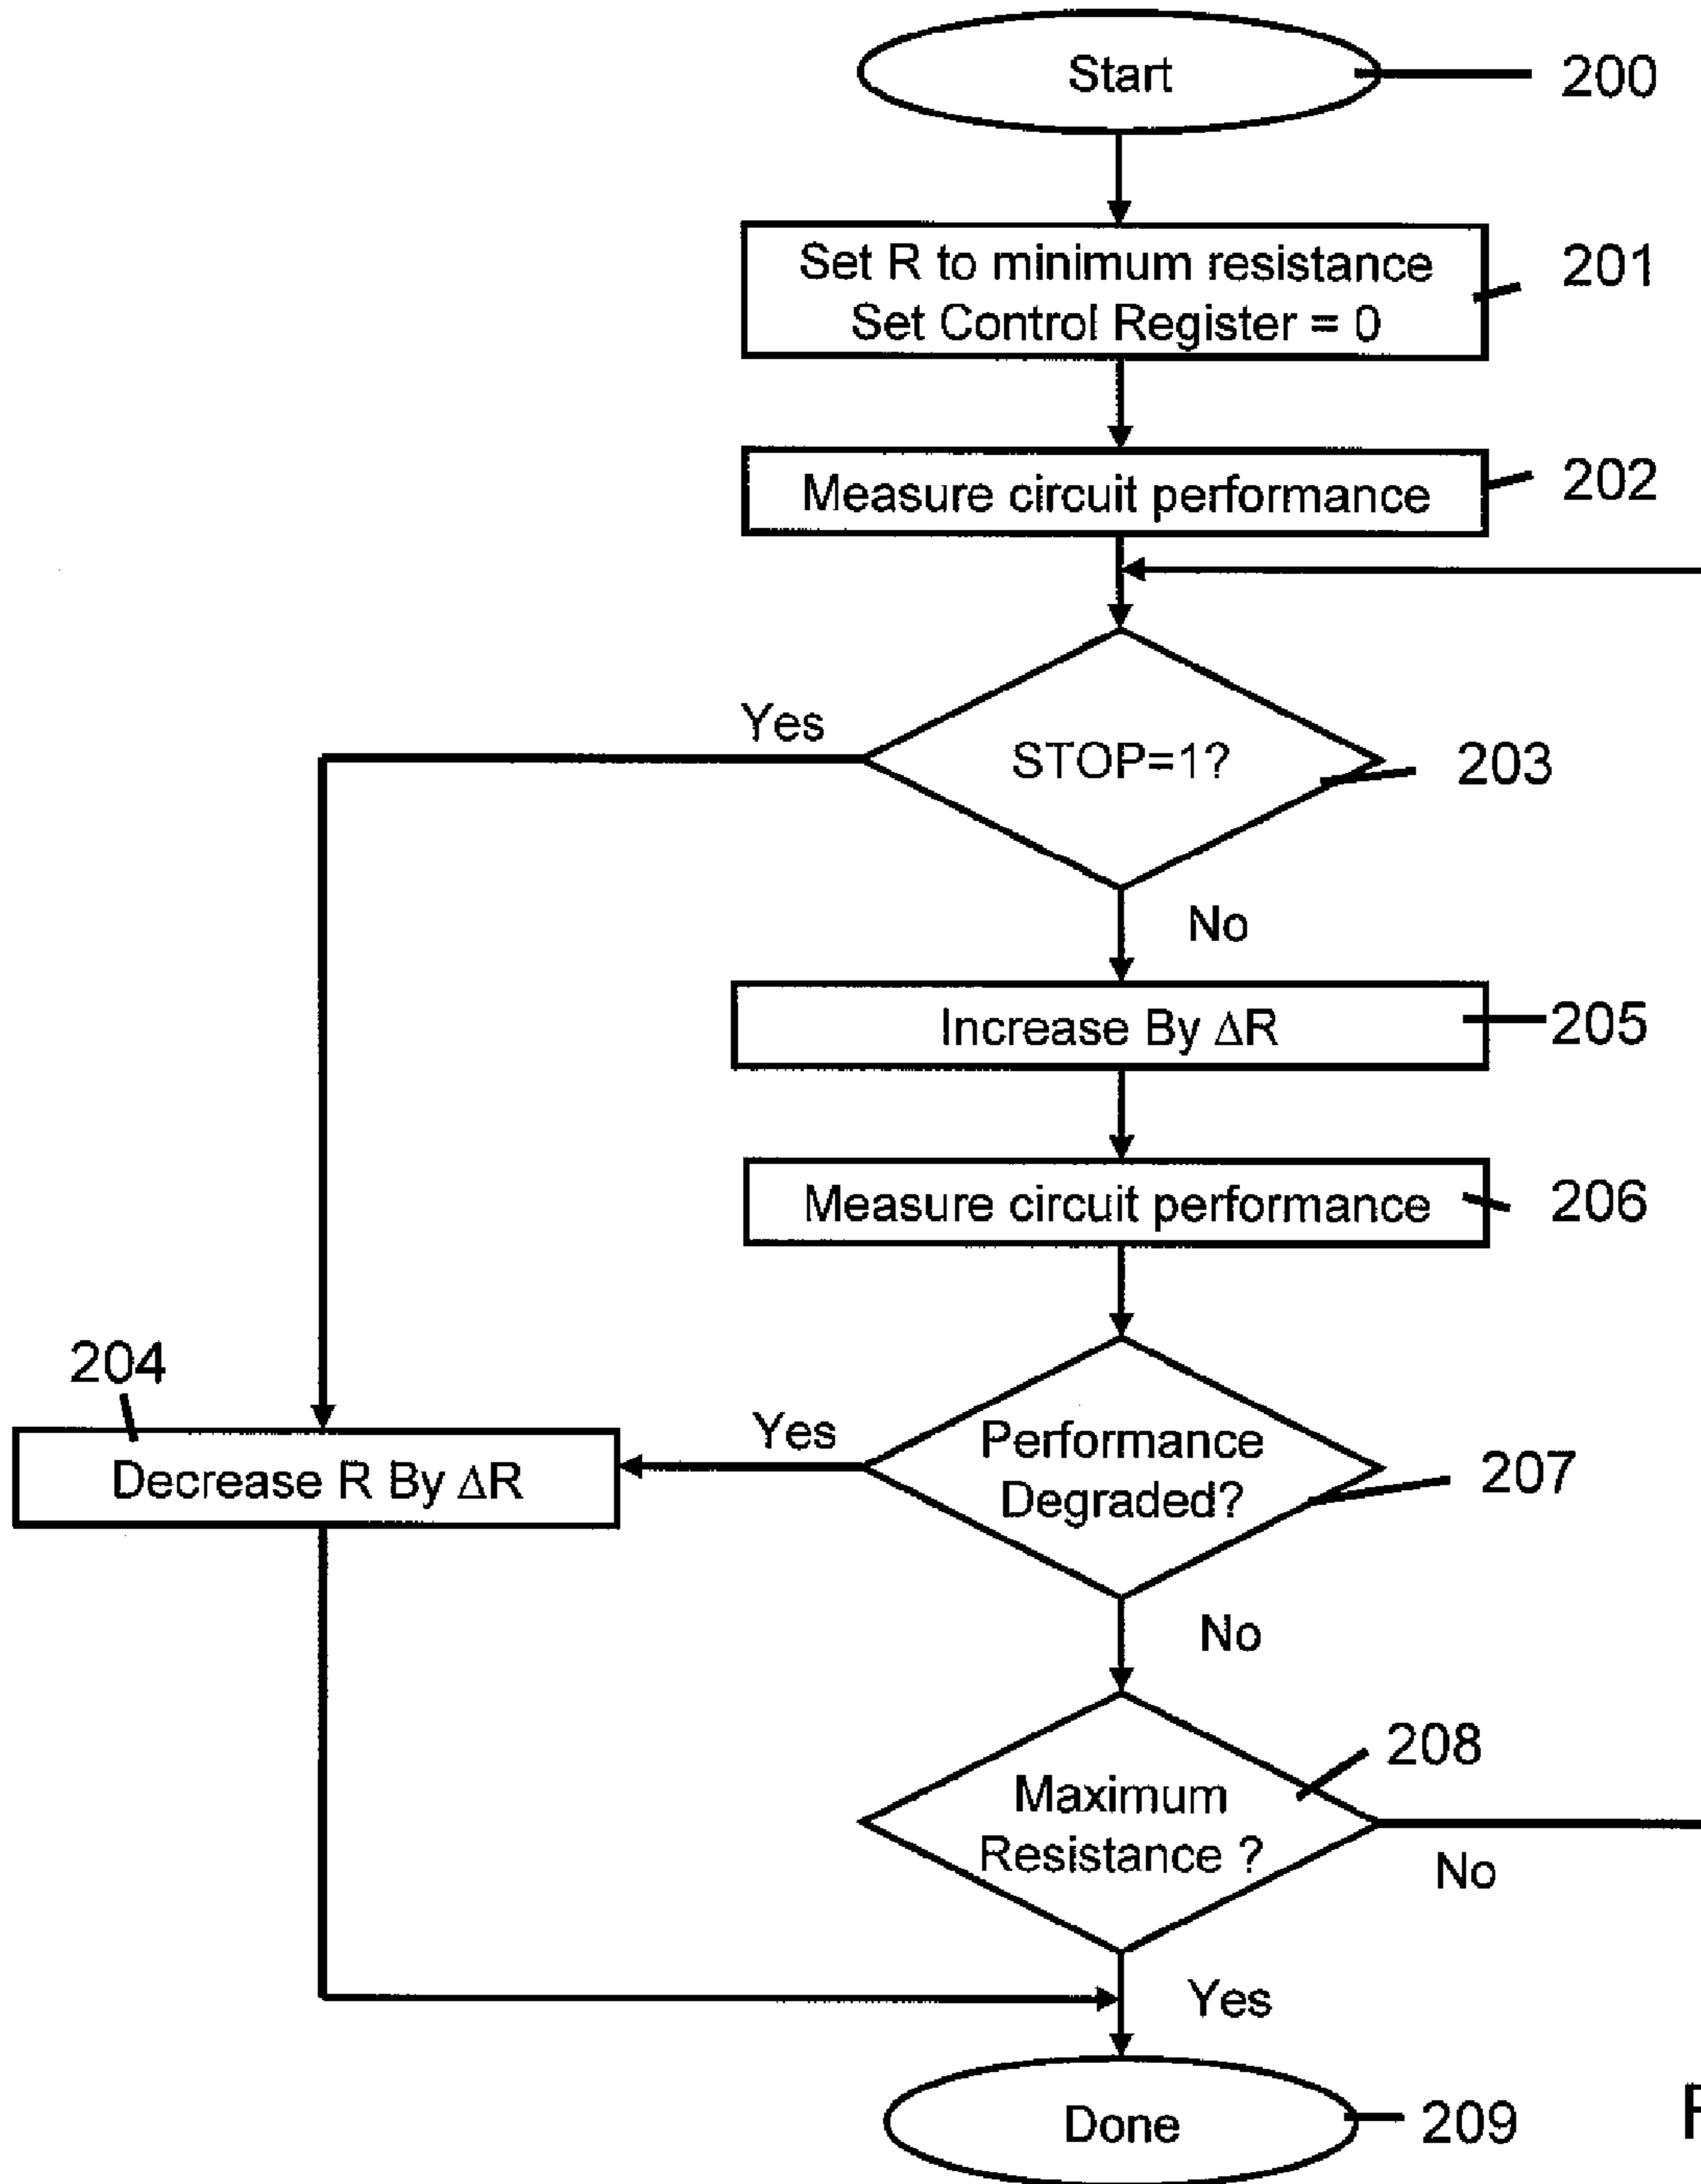 Start
200
Set R to minimum resistance
Set Control Register = 0
201
Measure circuit performance
202
Yes
STOP=1?
203
No
Increase By ΔR
205
Measure circuit performance
206
204
Decrease R By ΔR
Yes
Performance
Degraded?
207
No
208
Maximum
Resistance ?
No
Yes
Done
209